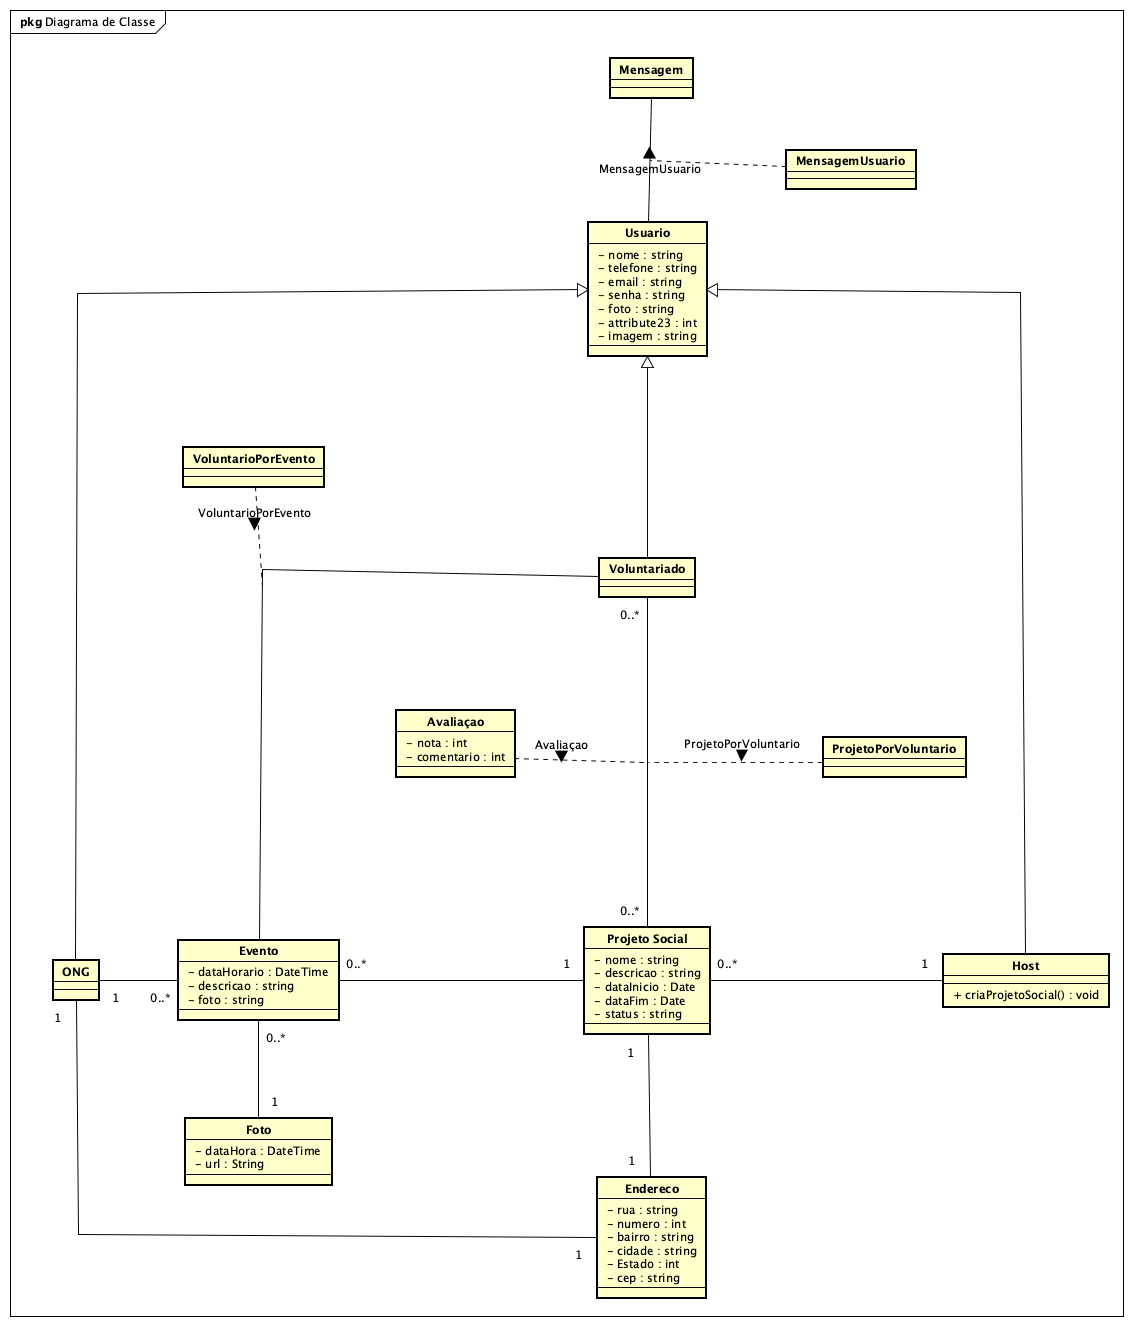 pkg Diagrama de Classe
Mensagem
MensagemUsuario
MensagemUsuario
Usuario
- nome : string
- telefone : string
- email : string
- senha : string
- foto : string
- attribute23 : int
- imagem : string
VoluntarioPorEvento
VoluntarioPorEvento
Voluntariado
0..*
Avaliaçao
- nota : int
- comentario : int
Avaliaçao
ProjetoPorVoluntario
ProjetoPorVoluntario
0..*
ONG
1
0..*
1
Evento
- dataHorario : DateTime
- descricao : string
- foto : string
0..*
1
Projeto Social
- nome : string
- descricao : string
- dataInicio : Date
- dataFim : Date
- status : string
0..*
1
Host
+ criaProjetoSocial() : void
0..*
1
1
1
Foto
- dataHora : DateTime
- url : String
Endereco
- rua : string
- numero : int
- bairro : string
- cidade : string
- Estado : int
- cep : string
1